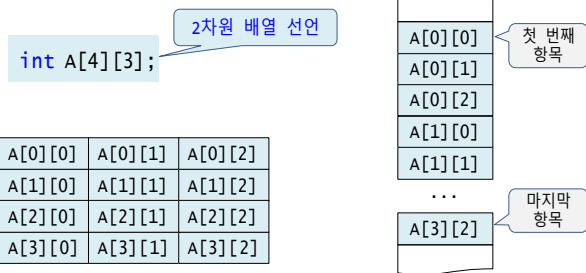 2차원 배열 선언
int A[4][3];
A[0][0] A[0][1] A[0][2]
A[1][0] A[1][1] A[1][2]
A[2][0] A[2][1] A[2][2]
A[3][0] A[3][1] A[3][2]
A[0][0]
A[0][1]
A[0][2]
A[1][0]
A[1][1]
...
A[3][2]
첫 번째
항목
마지막
항목